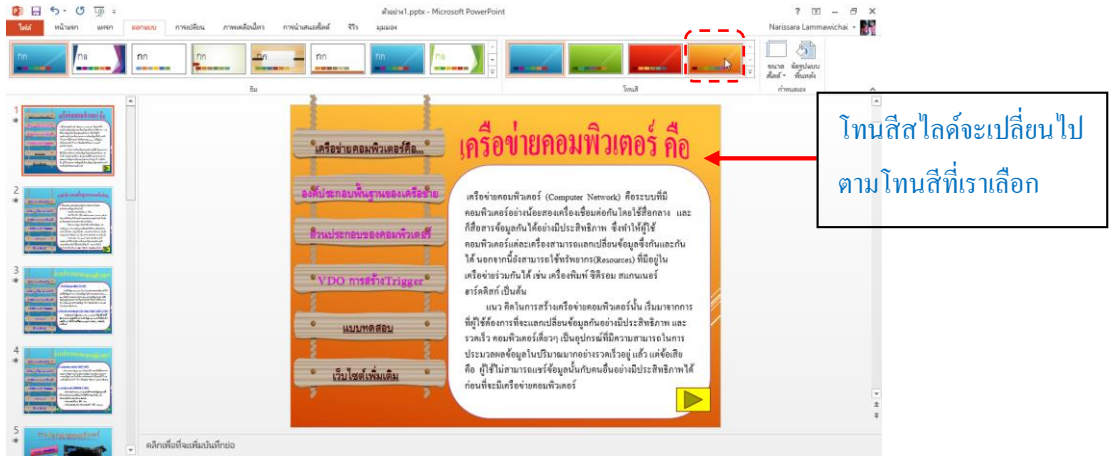 ตัวอย่าง1.pptx - Microsoft PowerPoint
ไฟล์ หน้าแรก แทรก ออกแบบ การเปลี่ยน ภาพเคลื่อนไหว การนำเสนอสไลด์ รีวิว มุมมอง
Narissara Lammawichai
กก กก กก กก กก กก กก กก
ขนาด จัดรูปแบบ
สไลด์ พื้นหลัง
ธีม โทนสี กำหนดเอง
โทนสีสไลด์จะเปลี่ยนไป
ตามโทนสีที่เราเลือก
1
2
3
4
5
เครือข่ายคอมพิวเตอร์คือ...
องค์ประกอบพื้นฐานของเครือข่าย
ส่วนประกอบของคอมพิวเตอร์
VDO การสร้างTrigger
แบบทดสอบ
เว็บไซต์เพิ่มเติม
เครือข่ายคอมพิวเตอร์ คือ
เครือข่ายคอมพิวเตอร์ (Computer Network) คือระบบที่มี
คอมพิวเตอร์อย่างน้อยสองเครื่องเชื่อมต่อกันโดยใช้สื่อกลาง และ
ก็สื่อสารข้อมูลกันได้อย่างมีประสิทธิภาพ ซึ่งทำให้ผู้ใช้
คอมพิวเตอร์แต่ละเครื่องสามารถแลกเปลี่ยนข้อมูลซึ่งกันและกัน
ได้ นอกจากนี้ยังสามารถใช้ทรัพยากร(Resources) ที่มีอยู่ใน
เครือข่ายร่วมกันได้ เช่น เครื่องพิมพ์ ซีดีรอม สแกนเนอร์
ฮาร์ดดิสก์ เป็นต้น
แนว คิดในการสร้างเครือข่ายคอมพิวเตอร์นั้น เริ่มมาจากการ
ที่ผู้ใช้ต้องการที่จะแลกเปลี่ยนข้อมูลกันอย่างมีประสิทธิภาพ และ
รวดเร็ว คอมพิวเตอร์เดี่ยวๆ เป็นอุปกรณ์ที่มีความสามารถในการ
ประมวลผลข้อมูลในปริมาณมากอย่างรวดเร็วอยู่ แล้ว แต่ข้อเสีย
คือ ผู้ใช้ไม่สามารถแชร์ข้อมูลนั้นกับคนอื่นอย่างมีประสิทธิภาพได้
ก่อนที่จะมีเครือข่ายคอมพิวเตอร์
คลิกเพื่อที่จะเพิ่มบันทึกย่อ